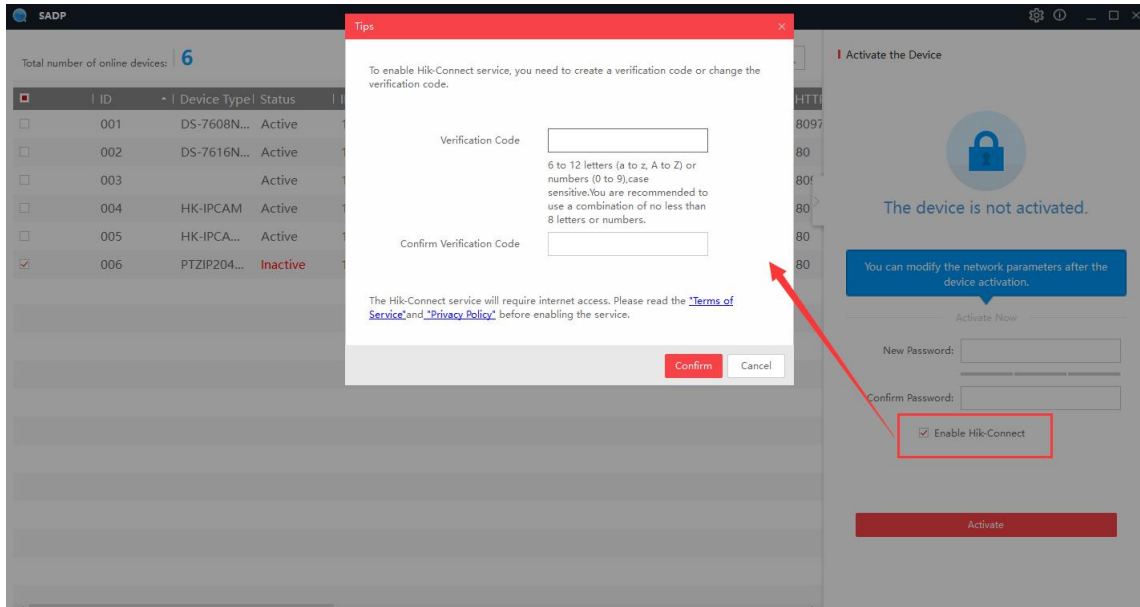 SADP
Total number of online devices: 6
ID Device Type Status
001 DS-7608N... Active 8097
002 DS-7616N... Active 80
003 Active
004 HK-IPCAM Active 80
005 HK-IPCA... Active 80
006 PTZIP204... Inactive 80
Tips
To enable Hik-Connect service, you need to create a verification code or change the
verification code.
Verification Code
6 to 12 letters (a to z, A to Z) or
numbers (0 to 9),case
sensitive.You are recommended to
use a combination of no less than
8 letters or numbers.
Confirm Verification Code
The Hik-Connect service will require internet access. Please read the "Terms of
Service"and "Privacy Policy" before enabling the service.
Confirm Cancel
Activate the Device
The device is not activated.
You can modify the network parameters after the
device activation.
Activate Now
New Password:
Confirm Password:
Enable Hik-Connect
Activate